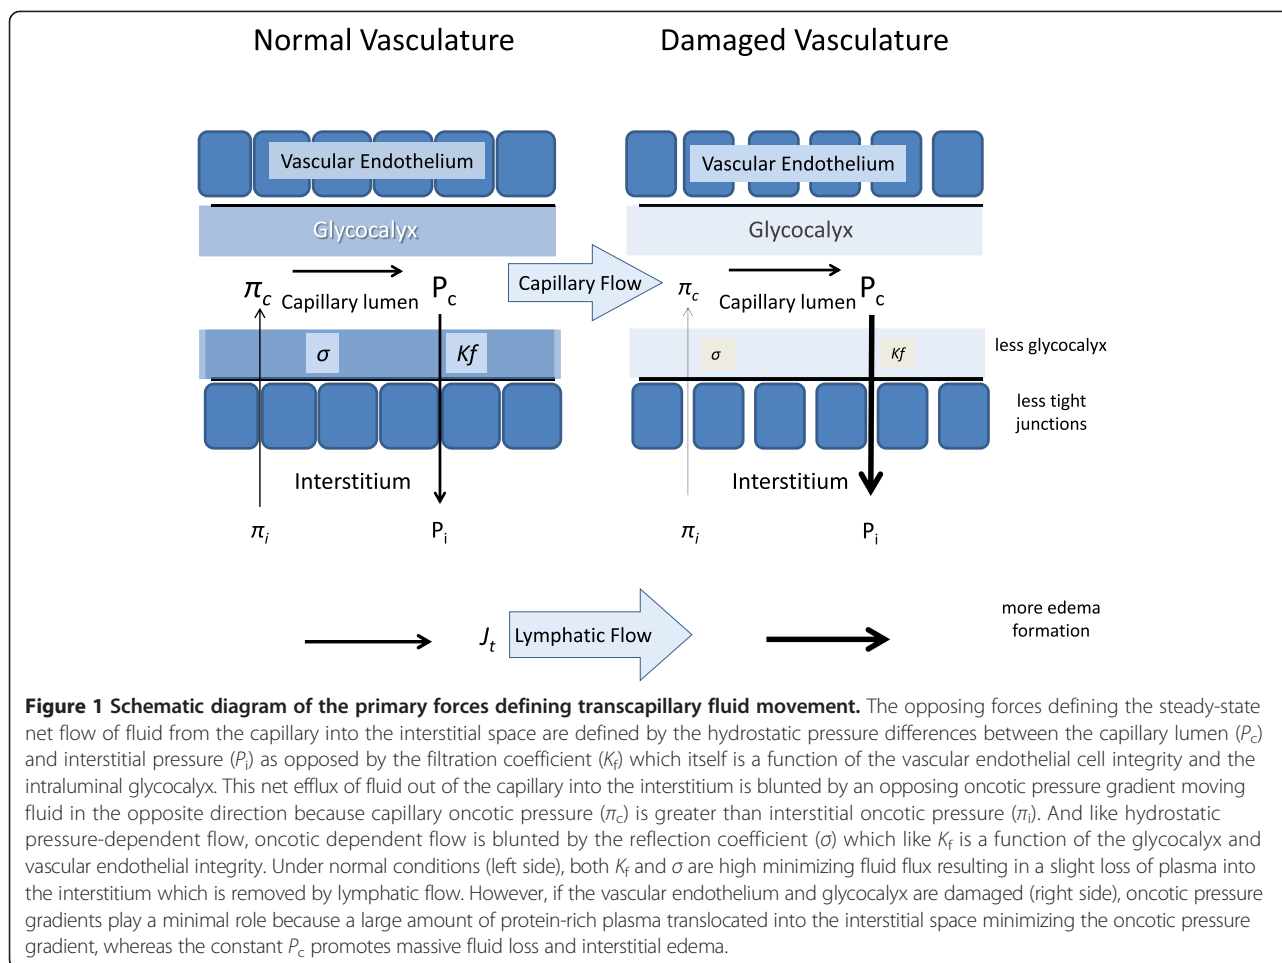 Normal Vasculature
Damaged Vasculature
Vascular Endothelium
Vascular Endothelium
Glycocalyx
Glycocalyx
πc
Capillary lumen
Pc
Capillary Flow
πc
Capillary lumen
Pc
σ
Kf
σ
Kf
less glycocalyx
less tight
junctions
Interstitium
Interstitium
πi
Pi
πi
Pi
Jt
Lymphatic Flow
more edema
formation
Figure 1 Schematic diagram of the primary forces defining transcapillary fluid movement. The opposing forces defining the steady-state
net flow of fluid from the capillary into the interstitial space are defined by the hydrostatic pressure differences between the capillary lumen (Pc)
and interstitial pressure (Pi) as opposed by the filtration coefficient (Kf) which itself is a function of the vascular endothelial cell integrity and the
intraluminal glycocalyx. This net efflux of fluid out of the capillary into the interstitium is blunted by an opposing oncotic pressure gradient moving
fluid in the opposite direction because capillary oncotic pressure (πc) is greater than interstitial oncotic pressure (πi). And like hydrostatic
pressure-dependent flow, oncotic dependent flow is blunted by the reflection coefficient (σ) which like Kf is a function of the glycocalyx and
vascular endothelial integrity. Under normal conditions (left side), both Kf and σ are high minimizing fluid flux resulting in a slight loss of plasma into
the interstitium which is removed by lymphatic flow. However, if the vascular endothelium and glycocalyx are damaged (right side), oncotic pressure
gradients play a minimal role because a large amount of protein-rich plasma translocated into the interstitial space minimizing the oncotic pressure
gradient, whereas the constant Pc promotes massive fluid loss and interstitial edema.